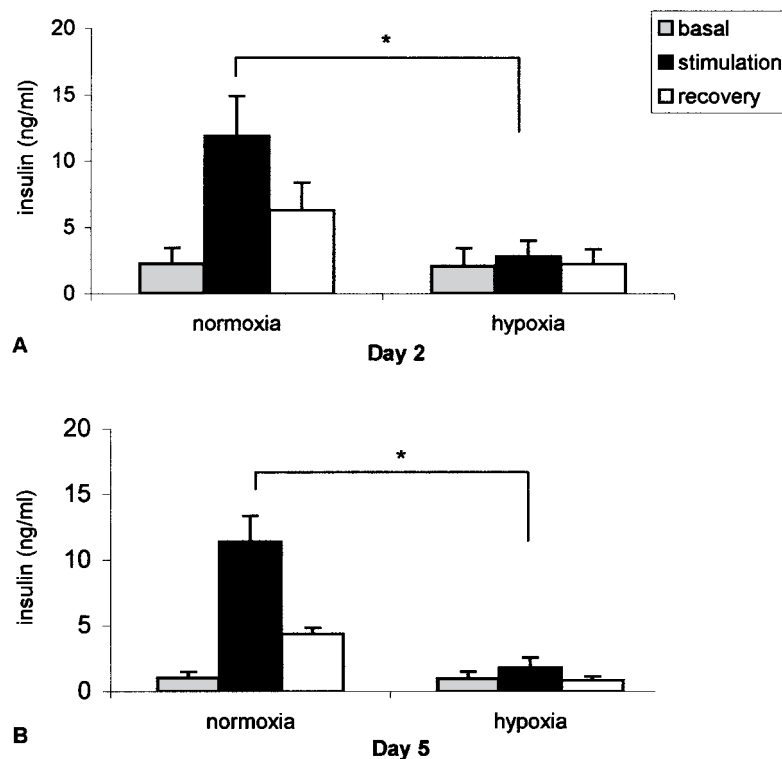 20
*
basal
stimulation
recovery
15
10
5
0
insulin (ng/ml)
normoxia hypoxia
A
Day 2
20
*
15
10
5
0
insulin (ng/ml)
normoxia hypoxia
B
Day 5